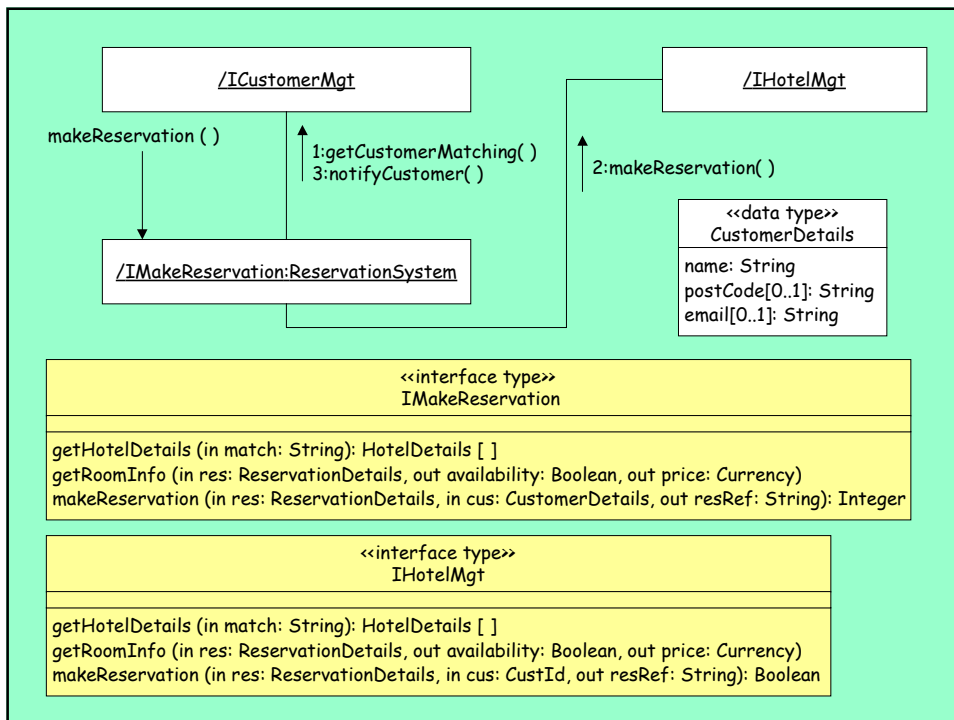 /ICustomerMgt
/IHotelMgt
makeReservation ( )
1:getCustomerMatching( )
3:notifyCustomer( )
2:makeReservation( )
/IMakeReservation:ReservationSystem
«data type»
CustomerDetails
name: String
postCode[0..1]: String
email[0..1]: String
«interface type»
IMakeReservation
getHotelDetails (in match: String): HotelDetails [ ]
getRoomInfo (in res: ReservationDetails, out availability: Boolean, out price: Currency)
makeReservation (in res: ReservationDetails, in cus: CustomerDetails, out resRef: String): Integer
«interface type»
IHotelMgt
getHotelDetails (in match: String): HotelDetails [ ]
getRoomInfo (in res: ReservationDetails, out availability: Boolean, out price: Currency)
makeReservation (in res: ReservationDetails, in cus: CustId, out resRef: String): Boolean